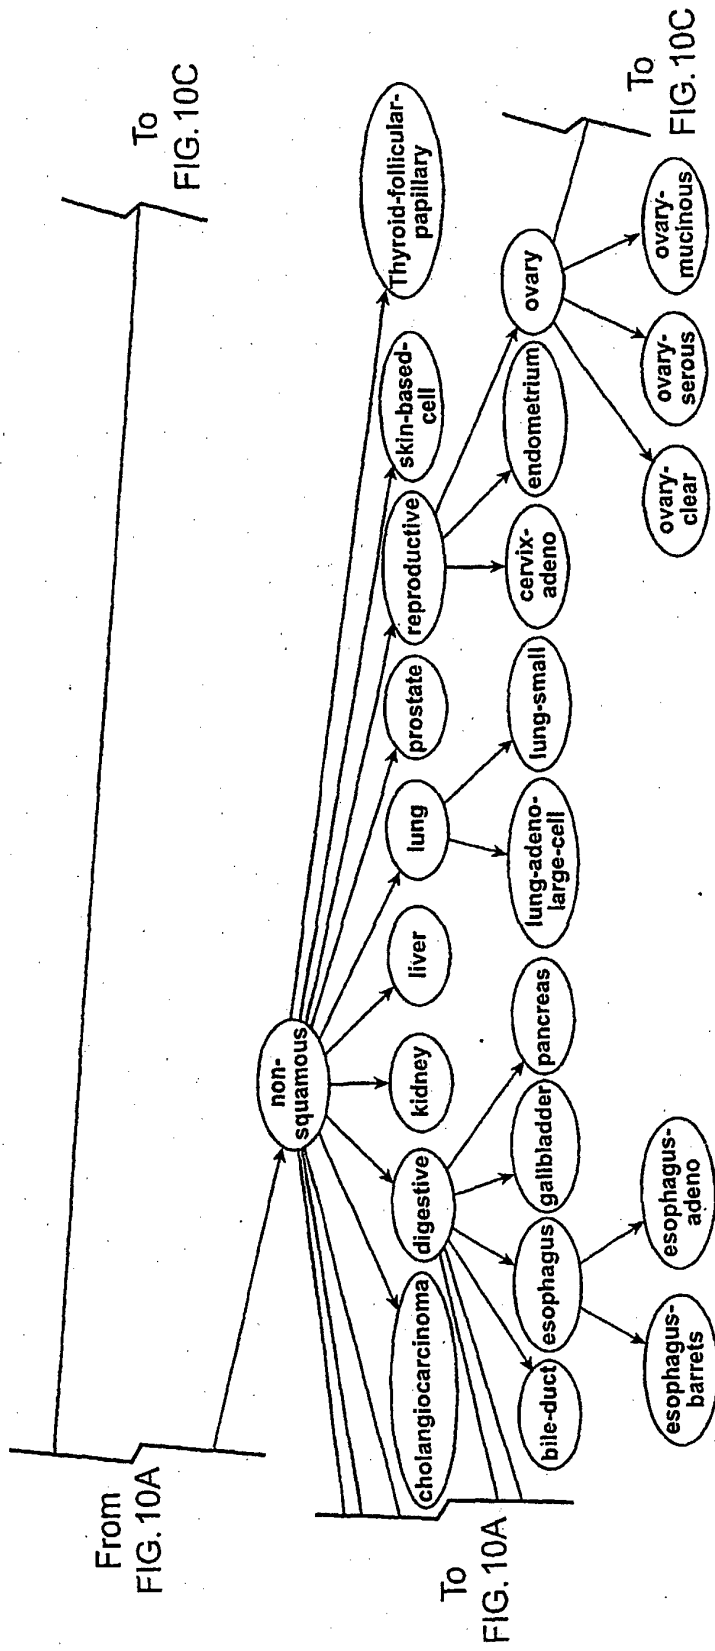 From
FIG.10A
To
FIG.10C
non-
squamous
To
FIG.10A
cholangiocarcinoma
digestive
kidney
liver
lung
prostate
reproductive
skin-based-
cell
Thyroid-follicular-
papillary
bile-duct
esophagus
gallbladder
pancreas
lung-adeno-
large-cell
lung-small
cervix-
adeno
endometrium
ovary
To
FIG.10C
esophagus-
barrets
esophagus-
adeno
ovary-
clear
ovary-
serous
ovary-
mucinous